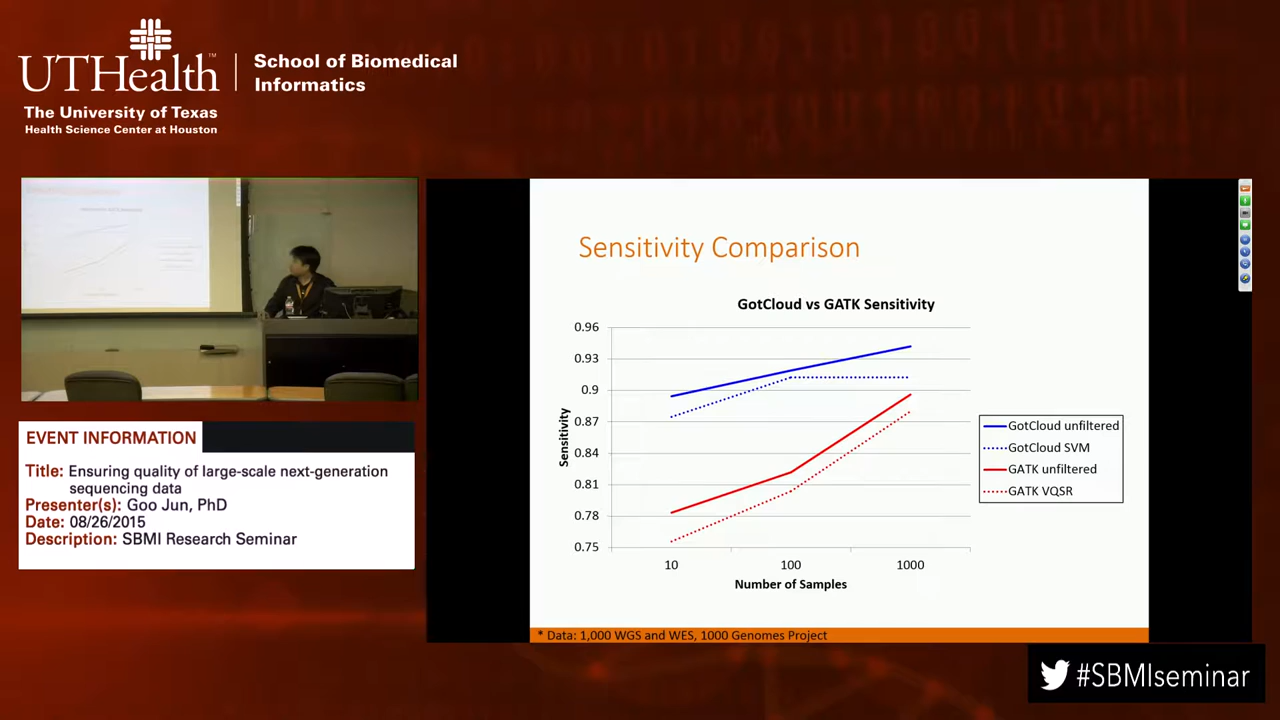 UTHealth™
School of Biomedical
Informatics
The University of Texas
Health Science Center at Houston
EVENT INFORMATION
Title: Ensuring quality of large-scale next-generation
sequencing data
Presenter(s): Goo Jun, PhD
Date: 08/26/2015
Description: SBMI Research Seminar
Sensitivity Comparison
GotCloud vs GATK Sensitivity
0.96
0.93
0.9
0.87
0.84
0.81
0.78
0.75
Sensitivity
10 100 1000
Number of Samples
GotCloud unfiltered
GotCloud SVM
GATK unfiltered
GATK VQSR
* Data: 1,000 WGS and WES, 1000 Genomes Project
#SBMIseminar